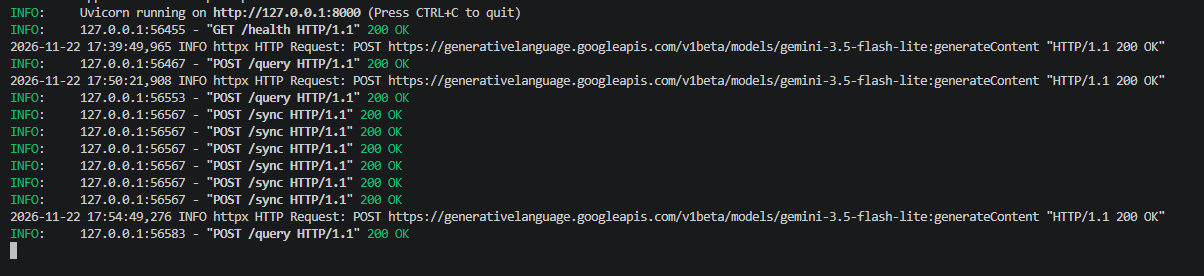 INFO:     Uvicorn running on http://127.0.0.1:8000 (Press CTRL+C to quit)
INFO:     127.0.0.1:56455 - "GET /health HTTP/1.1" 200 OK
2026-11-22 17:39:49,965 INFO httpx HTTP Request: POST https://generativelanguage.googleapis.com/v1beta/models/gemini-3.5-flash-lite:generateContent "HTTP/1.1 200 OK"
INFO:     127.0.0.1:56467 - "POST /query HTTP/1.1" 200 OK
2026-11-22 17:50:21,908 INFO httpx HTTP Request: POST https://generativelanguage.googleapis.com/v1beta/models/gemini-3.5-flash-lite:generateContent "HTTP/1.1 200 OK"
INFO:     127.0.0.1:56553 - "POST /query HTTP/1.1" 200 OK
INFO:     127.0.0.1:56567 - "POST /sync HTTP/1.1" 200 OK
INFO:     127.0.0.1:56567 - "POST /sync HTTP/1.1" 200 OK
INFO:     127.0.0.1:56567 - "POST /sync HTTP/1.1" 200 OK
INFO:     127.0.0.1:56567 - "POST /sync HTTP/1.1" 200 OK
INFO:     127.0.0.1:56567 - "POST /sync HTTP/1.1" 200 OK
INFO:     127.0.0.1:56567 - "POST /sync HTTP/1.1" 200 OK
2026-11-22 17:54:49,276 INFO httpx HTTP Request: POST https://generativelanguage.googleapis.com/v1beta/models/gemini-3.5-flash-lite:generateContent "HTTP/1.1 200 OK"
INFO:     127.0.0.1:56583 - "POST /query HTTP/1.1" 200 OK